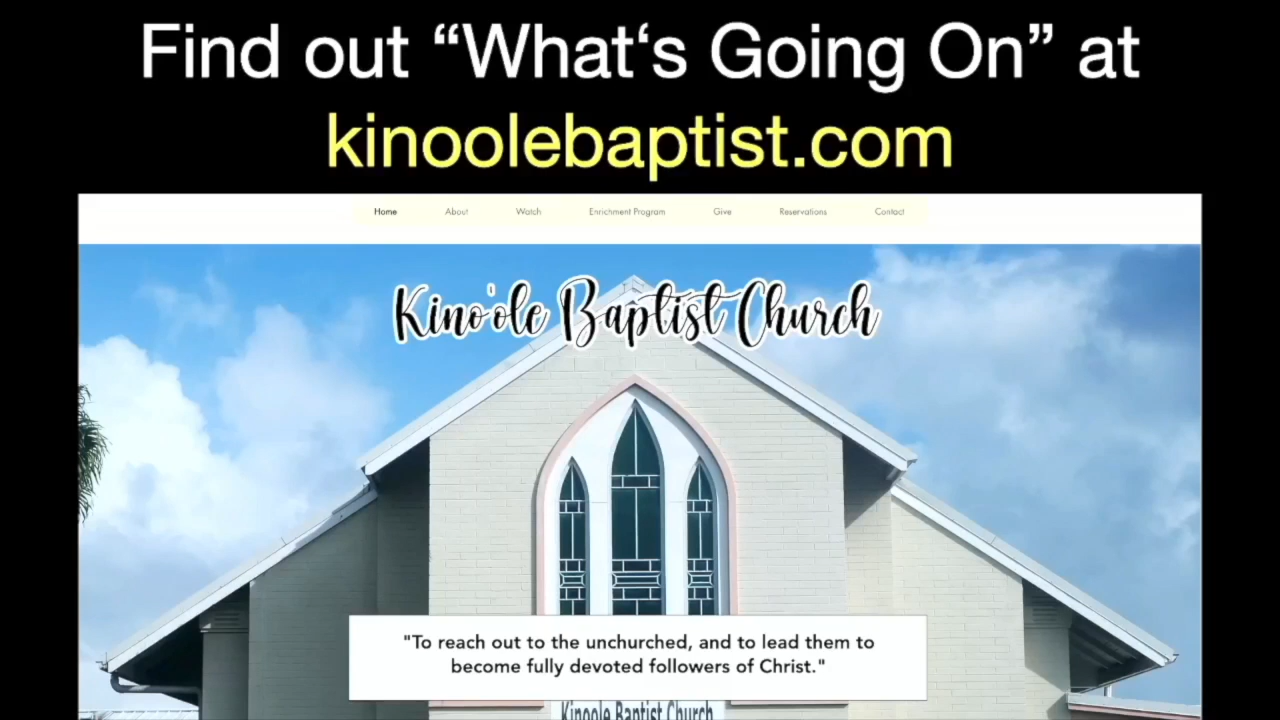 Find out “What‘s Going On” at
kinoolebaptist.com
Home About Watch Enrichment Program Give Reservations Contact
Kino'ole Baptist Church
"To reach out to the unchurched, and to lead them to
become fully devoted followers of Christ."
Kinoole Baptist Church